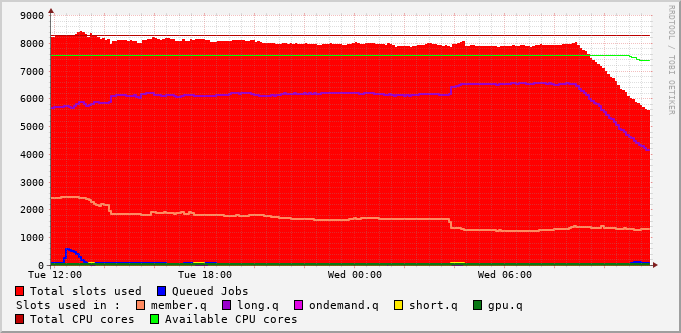 9000
8000
7000
6000
5000
4000
3000
2000
1000
0
Tue 12:00 Tue 18:00 Wed 00:00 Wed 06:00
RRDTOOL / TOBI OETIKER
Total slots used Queued Jobs
Slots used in : member.q long.q ondemand.q short.q gpu.q
Total CPU cores Available CPU cores